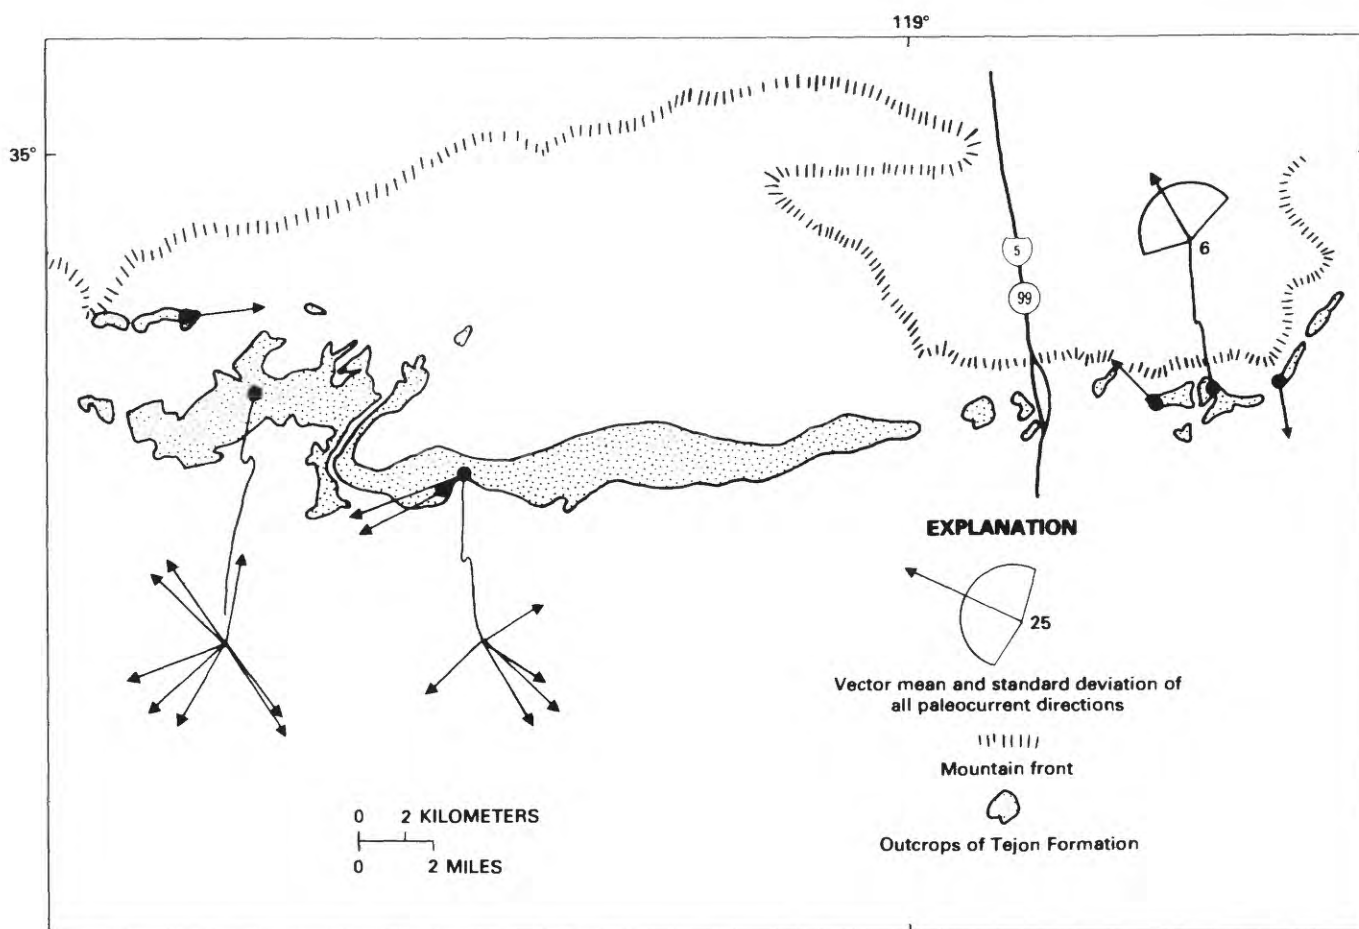 119°
35°
5
99
6
EXPLANATION
25
Vector mean and standard deviation of
all paleocurrent directions
Mountain front
Outcrops of Tejon Formation
0 2 KILOMETERS
0 2 MILES